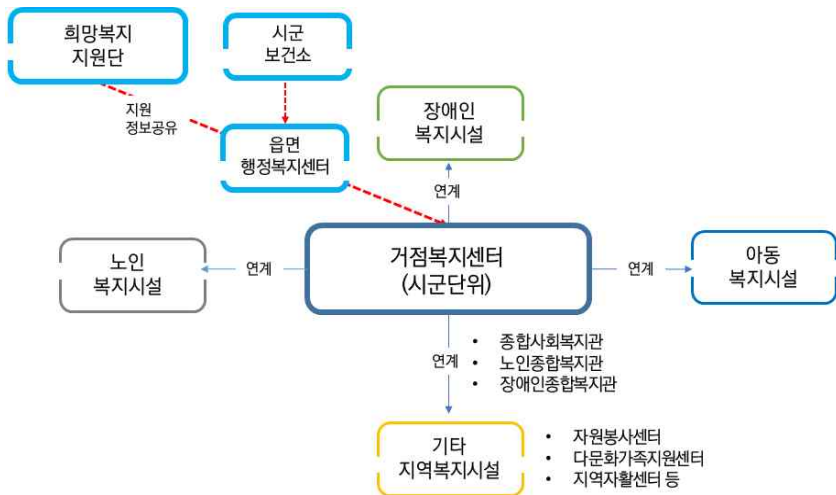 희망복지
지원단
시군
보건소
지원
정보공유
장애인
복지시설
읍면
행정복지센터
연계
노인
복지시설
연계
거점복지센터
(시군단위)
연계
아동
복지시설
연계
• 종합사회복지관
• 노인종합복지관
• 장애인종합복지관
기타
지역복지시설
• 자원봉사센터
• 다문화가족지원센터
• 지역자활센터 등